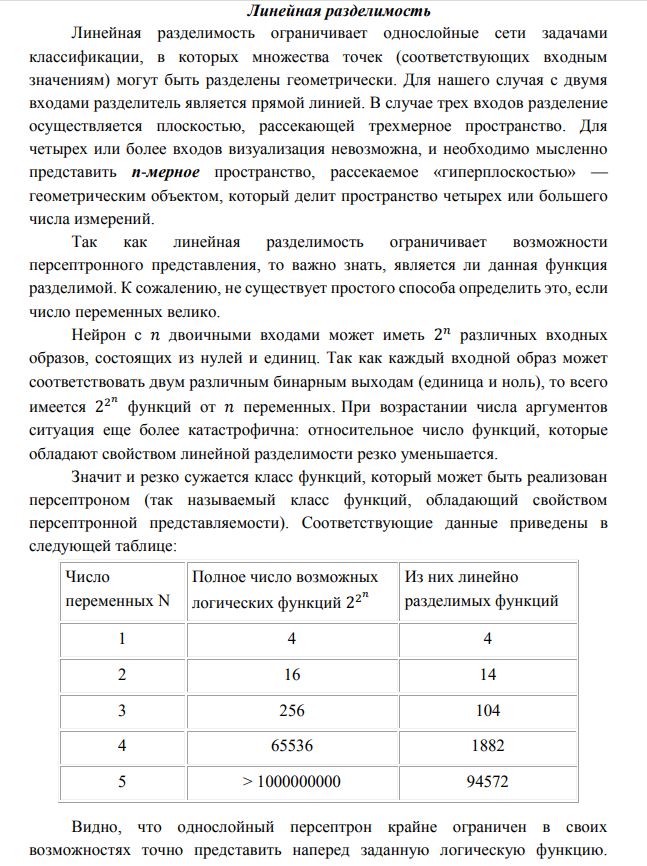 Линейная разделимость
Линейная разделимость ограничивает однослойные сети задачами
классификации, в которых множества точек (соответствующих входным
значениям) могут быть разделены геометрически. Для нашего случая с двумя
входами разделитель является прямой линией. В случае трех входов разделение
осуществляется плоскостью, рассекающей трехмерное пространство. Для
четырех или более входов визуализация невозможна, и необходимо мысленно
представить n-мерное пространство, рассекаемое «гиперплоскостью» —
геометрическим объектом, который делит пространство четырех или большего
числа измерений.
Так как линейная разделимость ограничивает возможности
персептронного представления, то важно знать, является ли данная функция
разделимой. К сожалению, не существует простого способа определить это, если
число переменных велико.
Нейрон с n двоичными входами может иметь 2^n различных входных
образов, состоящих из нулей и единиц. Так как каждый входной образ может
соответствовать двум различным бинарным выходам (единица и ноль), то всего
имеется 2^{2^n} функций от n переменных. При возрастании числа аргументов
ситуация еще более катастрофична: относительное число функций, которые
обладают свойством линейной разделимости резко уменьшается.
Значит и резко сужается класс функций, который может быть реализован
персептроном (так называемый класс функций, обладающий свойством
персептронной представляемости). Соответствующие данные приведены в
следующей таблице:
Число переменных N Полное число возможных логических функций 2^{2^n} Из них линейно разделимых функций
1 4 4
2 16 14
3 256 104
4 65536 1882
5 > 1000000000 94572
Видно, что однослойный персептрон крайне ограничен в своих
возможностях точно представить наперед заданную логическую функцию.